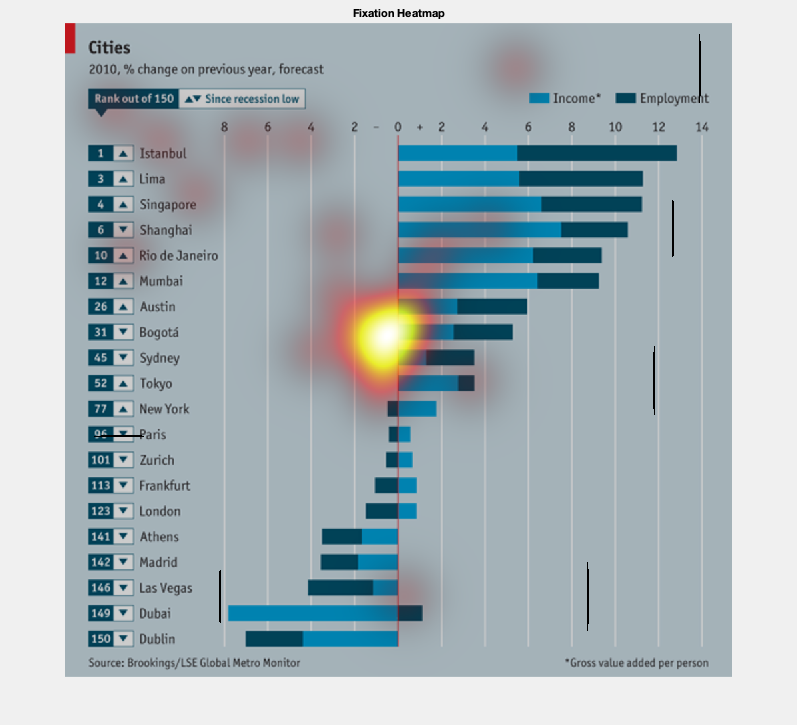 Fixation Heatmap
Cities
2010, % change on previous year, forecast
Rank out of 150 ▲▼ Since recession low
Income* Employment
8 6 4 2 – 0 + 2 4 6 8 10 12 14
1 ▲ Istanbul
3 ▲ Lima
4 ▲ Singapore
6 ▼ Shanghai
10 ▲ Rio de Janeiro
12 ▲ Mumbai
26 ▲ Austin
31 ▼ Bogotá
45 ▼ Sydney
52 ▲ Tokyo
77 ▲ New York
96 ▼ Paris
101 ▼ Zurich
113 ▼ Frankfurt
123 ▼ London
141 ▼ Athens
142 ▼ Madrid
146 ▼ Las Vegas
149 ▼ Dubai
150 ▼ Dublin
Source: Brookings/LSE Global Metro Monitor *Gross value added per person